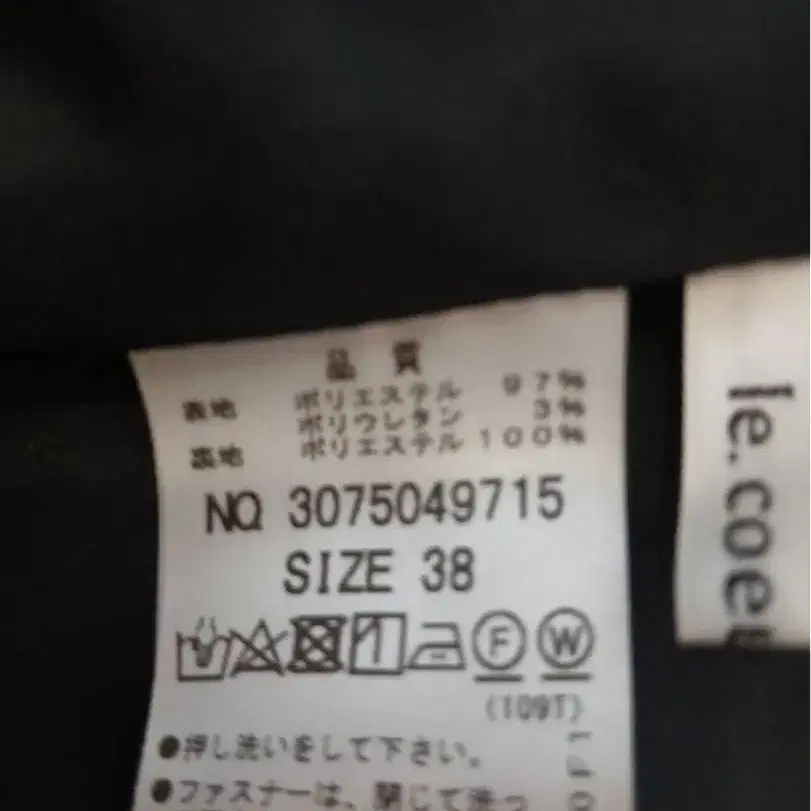 品質
表地 ポリエステル 97%
ポリウレタン 3%
裏地 ポリエステル 100%
NO 3075049715
SIZE 38
F W
(109T)
●押し洗いをして下さい。
●ファスナーは、閉じて洗っ
le.coeu